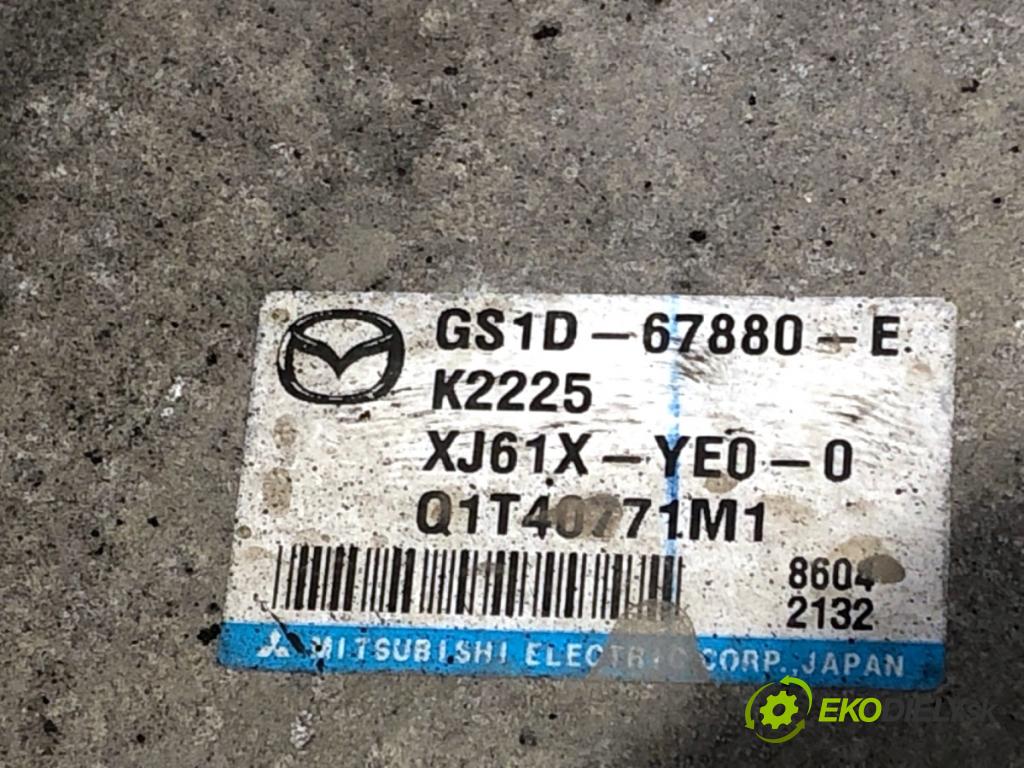 GS1D-67880-E
K2225
XJ61X-YE0-0
Q1T40771M1
8604
2132
MITSUBISHI ELECTRIC CORP., JAPAN
EKODIELY.SK